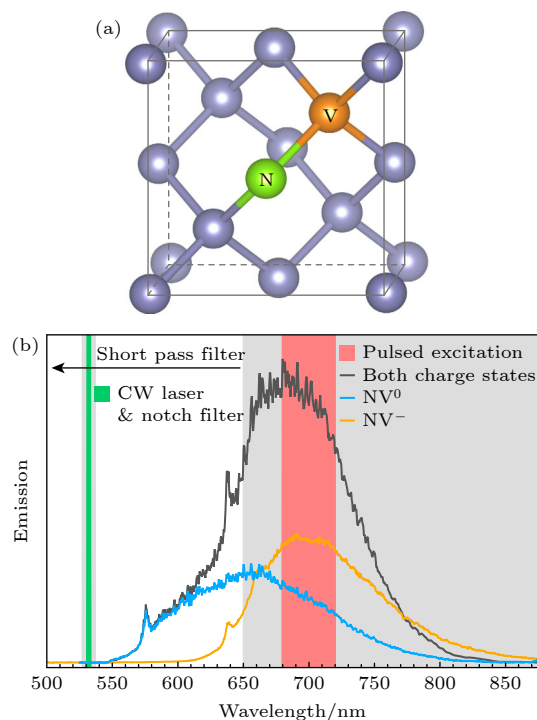 (a)
V
N
(b)
Short pass filter
CW laser
& notch filter
Pulsed excitation
Both charge states
NV⁰
NV⁻
Emission
500 550 600 650 700 750 800 850
Wavelength/nm